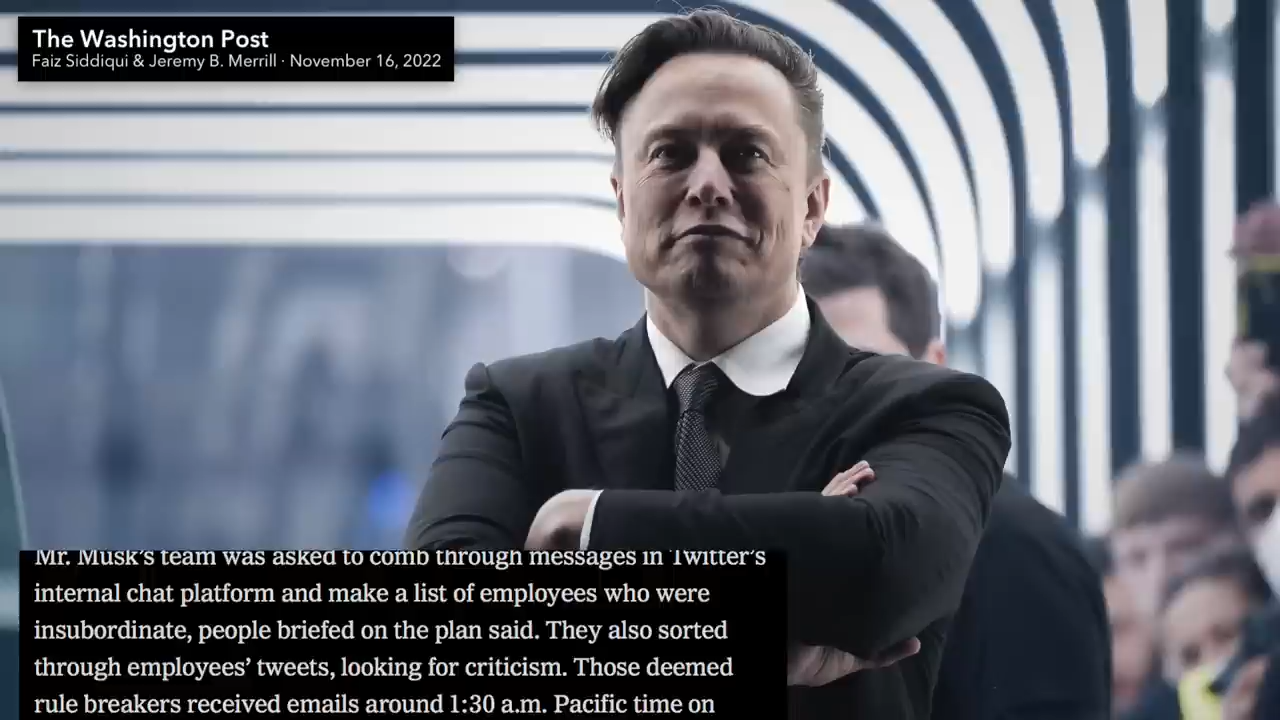 The Washington Post
Faiz Siddiqui & Jeremy B. Merrill · November 16, 2022
Mr. Musk’s team was asked to comb through messages in Twitter’s
internal chat platform and make a list of employees who were
insubordinate, people briefed on the plan said. They also sorted
through employees’ tweets, looking for criticism. Those deemed
rule breakers received emails around 1:30 a.m. Pacific time on